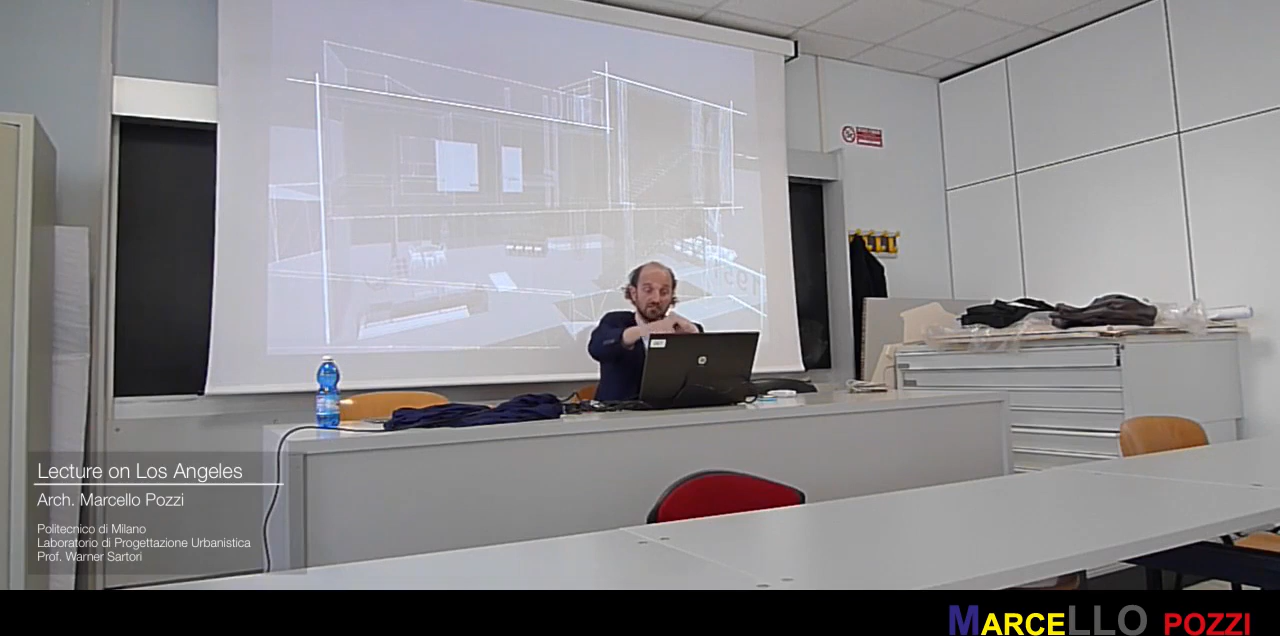 Lecture on Los Angeles
Arch. Marcello Pozzi
Politecnico di Milano
Laboratorio di Progettazione Urbanistica
Prof. Warner Sartori
MARCELLO POZZI